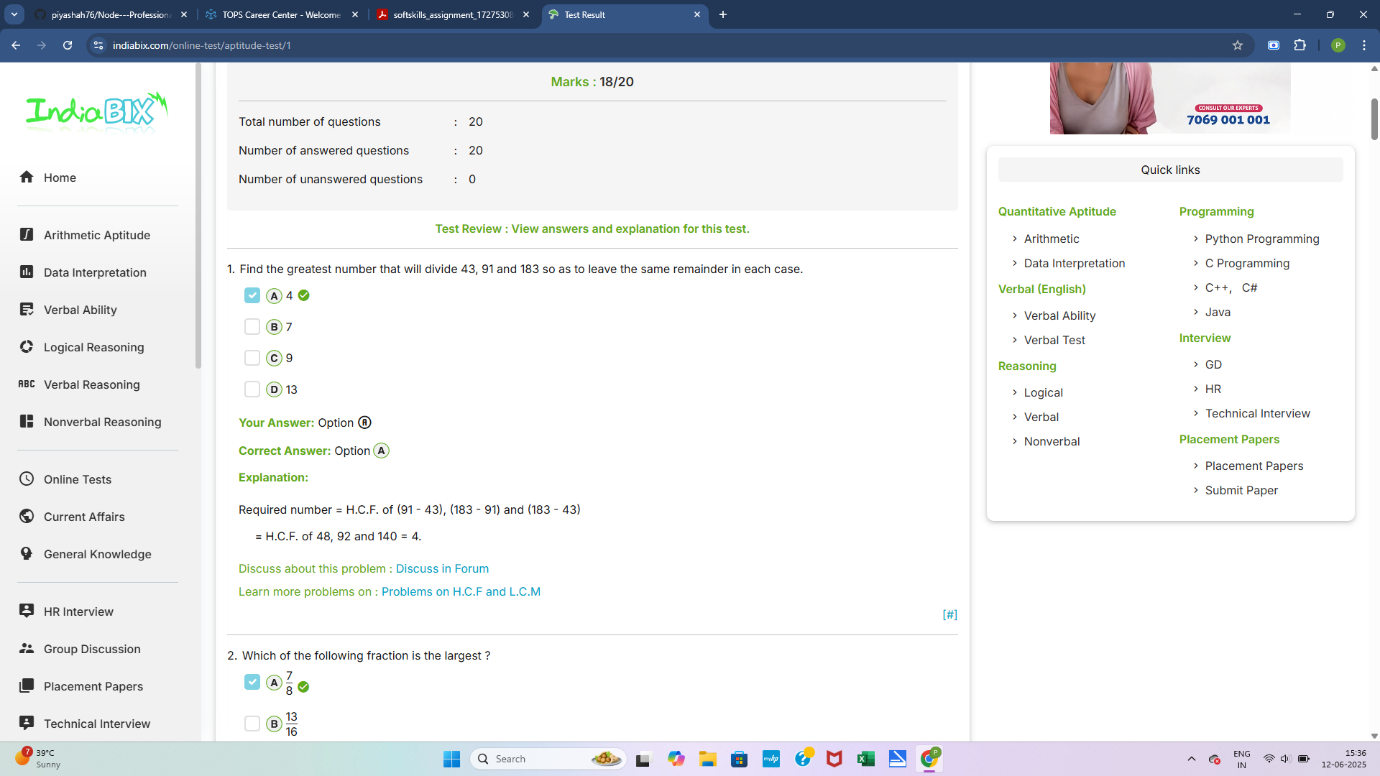 piyashah76/Node---Profession
TOPS Career Center - Welcome
softskills_assignment_17275308
Test Result
indiabix.com/online-test/aptitude-test/1
P
IndiaBIX
Home
Arithmetic Aptitude
Data Interpretation
Verbal Ability
Logical Reasoning
ABC Verbal Reasoning
Nonverbal Reasoning
Online Tests
Current Affairs
General Knowledge
HR Interview
Group Discussion
Placement Papers
Technical Interview
Marks : 18/20
Total number of questions : 20
Number of answered questions : 20
Number of unanswered questions : 0
Test Review : View answers and explanation for this test.
1. Find the greatest number that will divide 43, 91 and 183 so as to leave the same remainder in each case.
A 4
B 7
C 9
D 13
Your Answer: Option A
Correct Answer: Option A
Explanation:
Required number = H.C.F. of (91 - 43), (183 - 91) and (183 - 43)
= H.C.F. of 48, 92 and 140 = 4.
Discuss about this problem : Discuss in Forum
Learn more problems on : Problems on H.C.F and L.C.M
[#]
2. Which of the following fraction is the largest ?
A 7/8
B 13/16
CONSULT OUR EXPERTS
7069 001 001
Quick links
Quantitative Aptitude
Arithmetic
Data Interpretation
Verbal (English)
Verbal Ability
Verbal Test
Reasoning
Logical
Verbal
Nonverbal
Programming
Python Programming
C Programming
C++, C#
Java
Interview
GD
HR
Technical Interview
Placement Papers
Placement Papers
Submit Paper
7
39°C
Sunny
Search
myhp
P
ENG
IN
15:36
12-06-2025